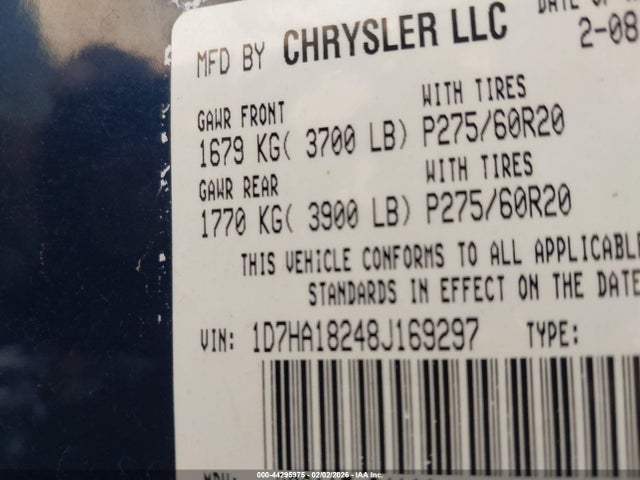 MFD BY CHRYSLER LLC
2-08
GAWR FRONT WITH TIRES
1679 KG( 3700 LB) P275/60R20
GAWR REAR WITH TIRES
1770 KG( 3900 LB) P275/60R20
THIS VEHICLE CONFORMS TO ALL APPLICABLE
STANDARDS IN EFFECT ON THE DATE
VIN: 1D7HA18248J169297 TYPE:
000-44295975 - 02/02/2026 - IAA Inc.